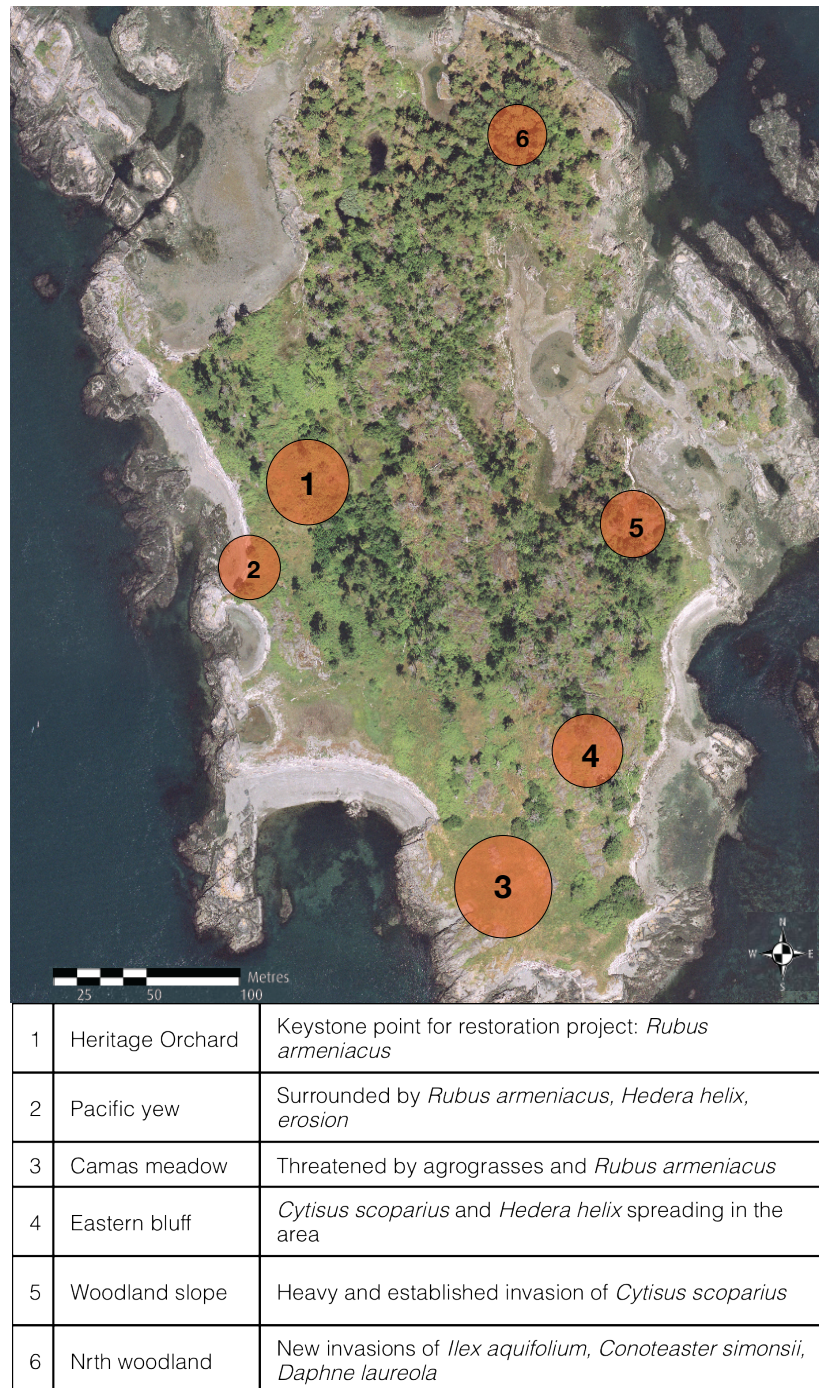 6
1
5
2
4
3
N
W E
S
Metres
25 50 100
1 Heritage Orchard Keystone point for restoration project: Rubus
armeniacus
2 Pacific yew Surrounded by Rubus armeniacus, Hedera helix,
erosion
3 Camas meadow Threatened by agrograsses and Rubus armeniacus
4 Eastern bluff Cytisus scoparius and Hedera helix spreading in the
area
5 Woodland slope Heavy and established invasion of Cytisus scoparius
6 Nrth woodland New invasions of Ilex aquifolium, Conoteaster simonsii,
Daphne laureola